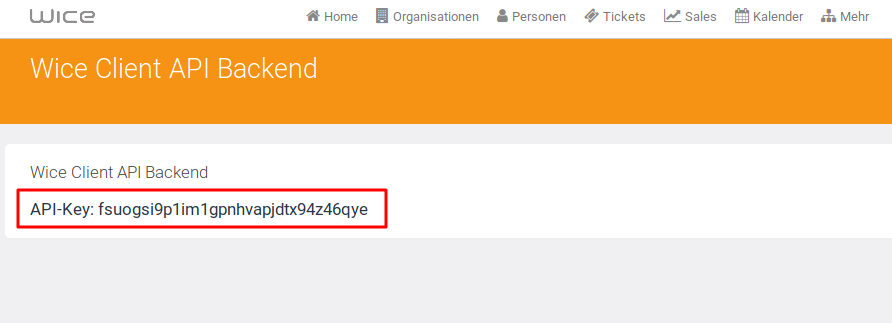 wice Home Organisationen Personen Tickets Sales Kalender Mehr
Wice Client API Backend
Wice Client API Backend
API-Key: fsuogsi9p1im1gpnhvapjdtx94z46qye